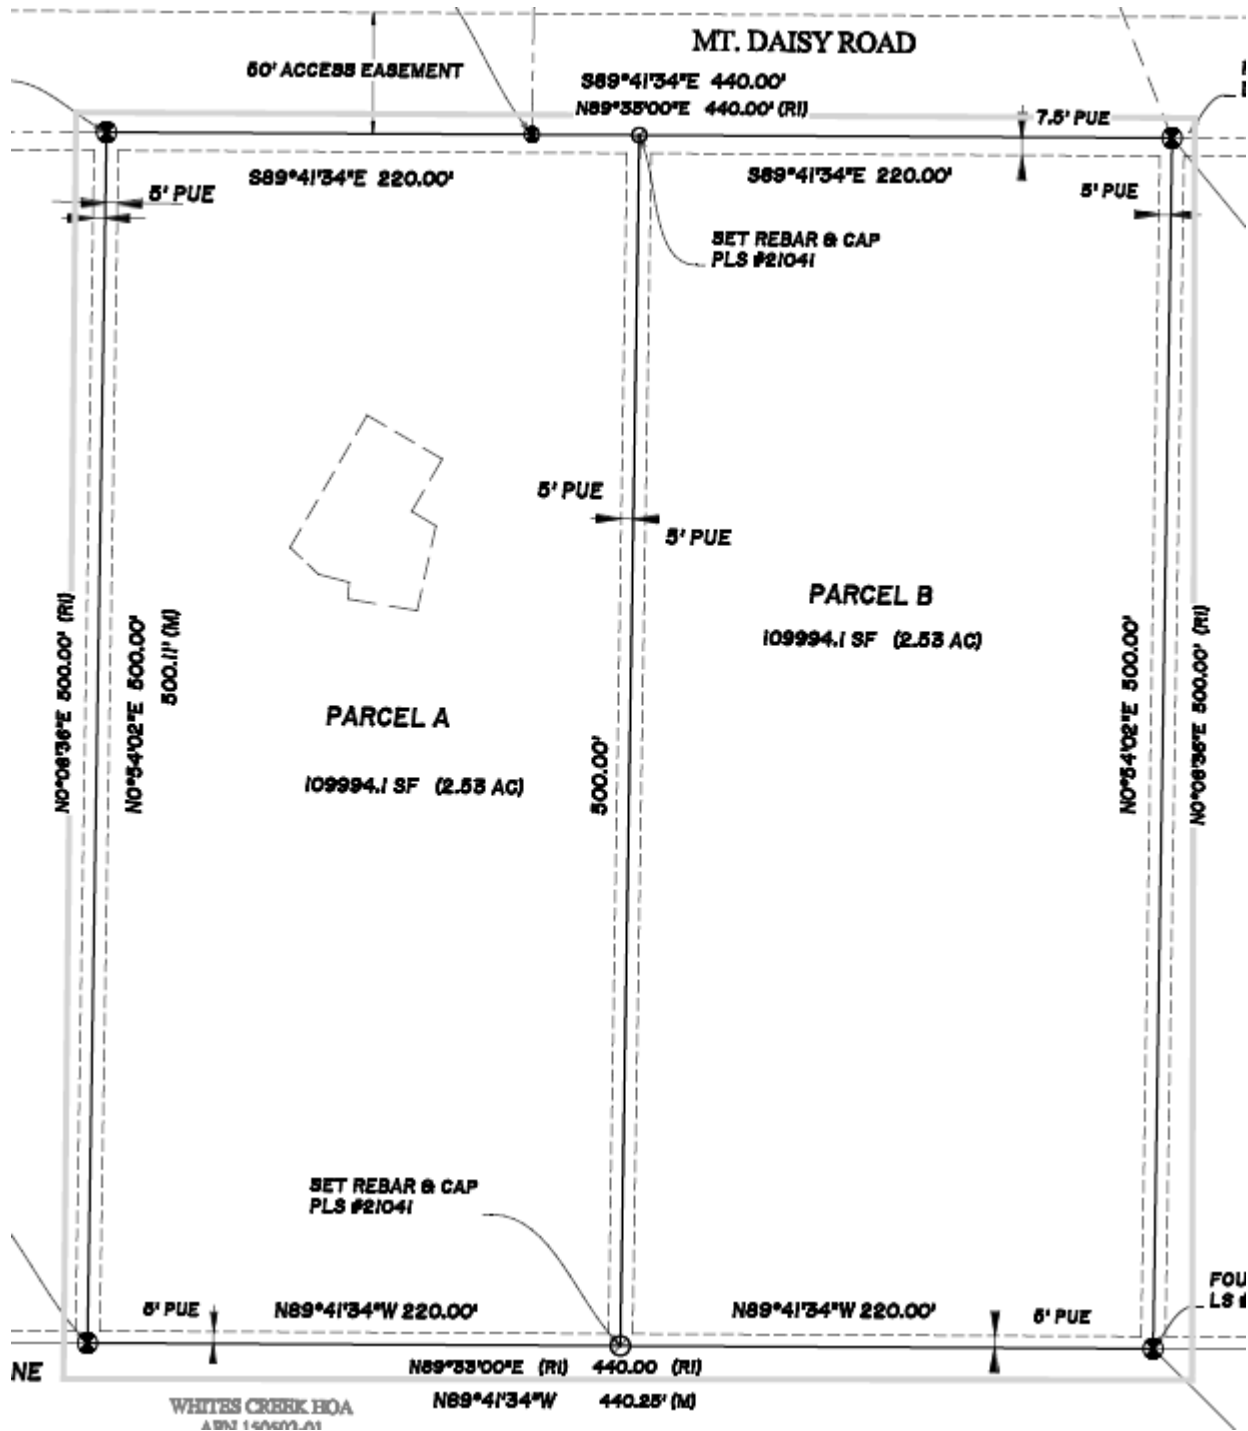 MT. DAISY ROAD
50' ACCESS EASEMENT
S89°41'34"E 440.00'
N89°33'00"E 440.00' (R1)
7.5' PUE
S89°41'34"E 220.00'
S89°41'34"E 220.00'
5' PUE
5' PUE
SET REBAR & CAP
PLS #21041
5' PUE
5' PUE
PARCEL B
109994.1 SF (2.53 AC)
N0°06'36"E 500.00' (R1)
N0°54'02"E 500.00'
500.11' (M)
PARCEL A
109994.1 SF (2.53 AC)
500.00'
N0°54'02"E 500.00'
N0°06'36"E 500.00' (R1)
SET REBAR & CAP
PLS #21041
FOU
LS #
5' PUE
N89°41'34"W 220.00'
N89°41'34"W 220.00'
5' PUE
NE
N89°33'00"E (R1) 440.00 (R1)
N89°41'34"W 440.25' (M)
WHITES CREEK HOA